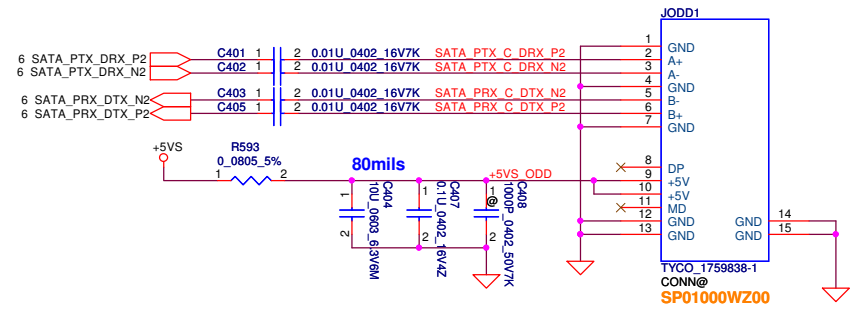 JODD1
1 GND
6 SATA_PTX_DRX_P2 C401 1 2 0.01U_0402_16V7K SATA_PTX_C_DRX_P2 2 A+
6 SATA_PTX_DRX_N2 C402 1 2 0.01U_0402_16V7K SATA_PTX_C_DRX_N2 3 A-
4 GND
6 SATA_PRX_DTX_N2 C403 1 2 0.01U_0402_16V7K SATA_PRX_C_DTX_N2 5 B-
6 SATA_PRX_DTX_P2 C405 1 2 0.01U_0402_16V7K SATA_PRX_C_DTX_P2 6 B+
7 GND
+5VS
R593
0_0805_5%
1 2
80mils
+5VS_ODD
8 DP
9 +5V
10 +5V
11 MD
12 GND
13 GND
GND 14
GND 15
1 2 C404
10U_0603_6.3V6M
1 2 C407
0.1U_0402_16V4Z
1 2 @ C408
1000P_0402_50V7K
TYCO_1759838-1
CONN@
SP01000WZ00